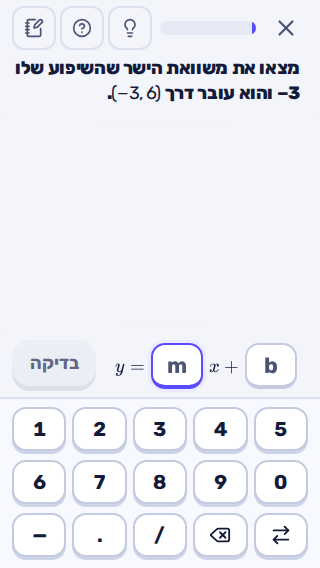 מצאו את משוואת הישר שהשיפוע שלו
−3 והוא עובר דרך (−3, 6).
y = m x + b
בדיקה
1 2 3 4 5
6 7 8 9 0
− . /